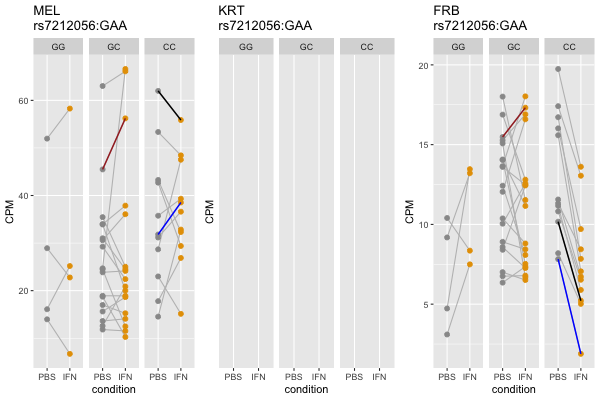 MEL
rs7212056:GAA
GG GC CC
CPM
60
40
20
PBS IFN PBS IFN PBS IFN
condition
KRT
rs7212056:GAA
GG GC CC
CPM
PBS IFN PBS IFN PBS IFN
condition
FRB
rs7212056:GAA
GG GC CC
CPM
20
15
10
5
PBS IFN PBS IFN PBS IFN
condition